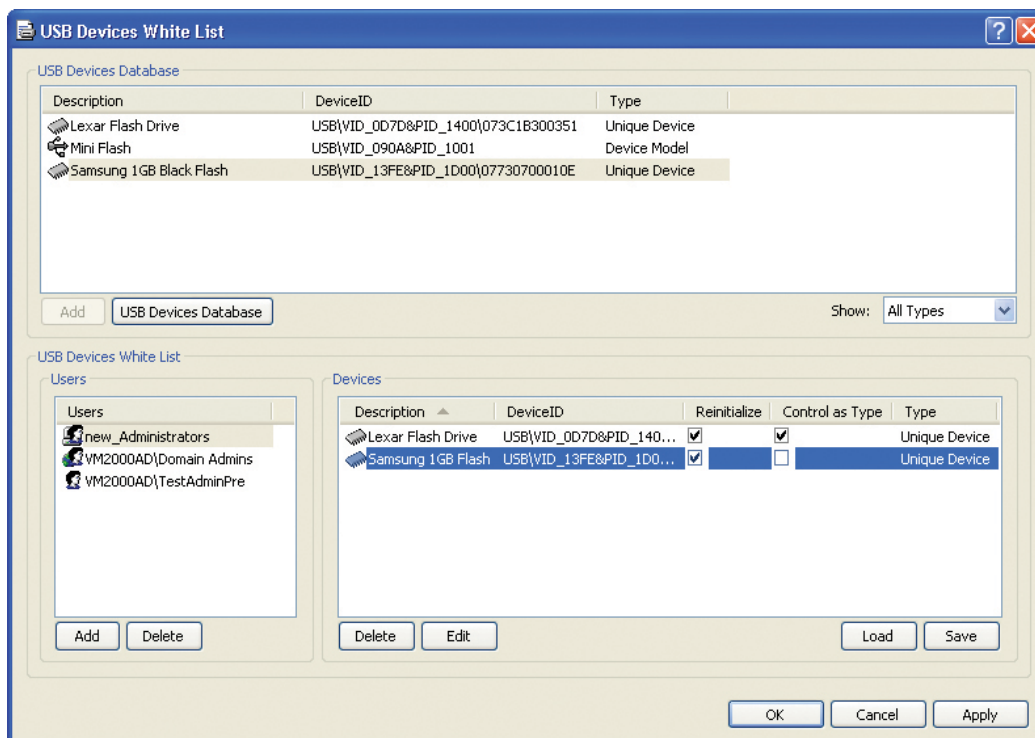 USB Devices White List
USB Devices Database
Description DeviceID Type
Lexar Flash Drive USB\VID_0D7D&PID_1400\073C1B300351 Unique Device
Mini Flash USB\VID_090A&PID_1001 Device Model
Samsung 1GB Black Flash USB\VID_13FE&PID_1D00\07730700010E Unique Device
Add USB Devices Database Show: All Types
USB Devices White List
Users Devices
Users Description DeviceID Reinitialize Control as Type Type
new_Administrators Lexar Flash Drive USB\VID_0D7D&PID_140... Unique Device
VM2000AD\Domain Admins Samsung 1GB Flash USB\VID_13FE&PID_1D0... Unique Device
VM2000AD\TestAdminPre
Add Delete Delete Edit Load Save
OK Cancel Apply